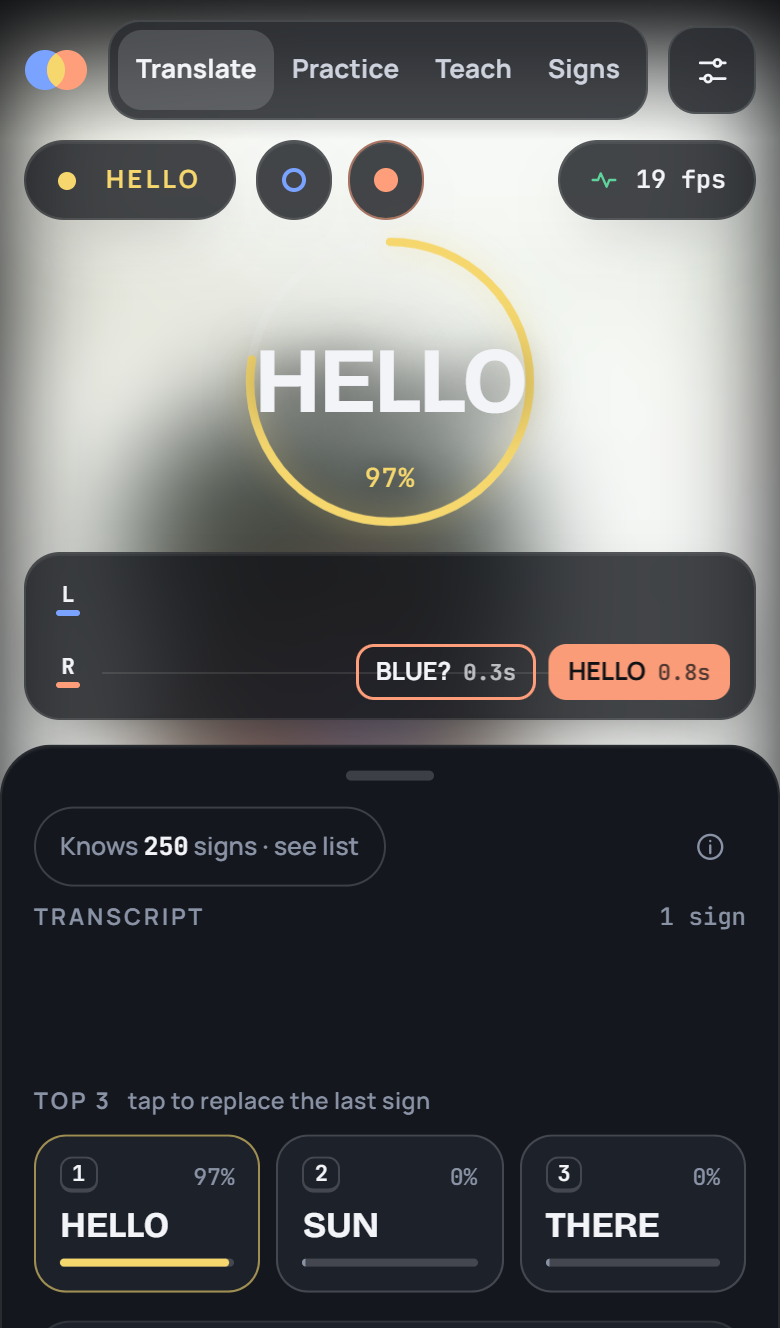 Translate Practice Teach Signs
HELLO 19 fps
HELLO
97%
L
R BLUE? 0.3s HELLO 0.8s
Knows 250 signs · see list
TRANSCRIPT 1 sign
TOP 3 tap to replace the last sign
1 97% 2 0% 3 0%
HELLO SUN THERE